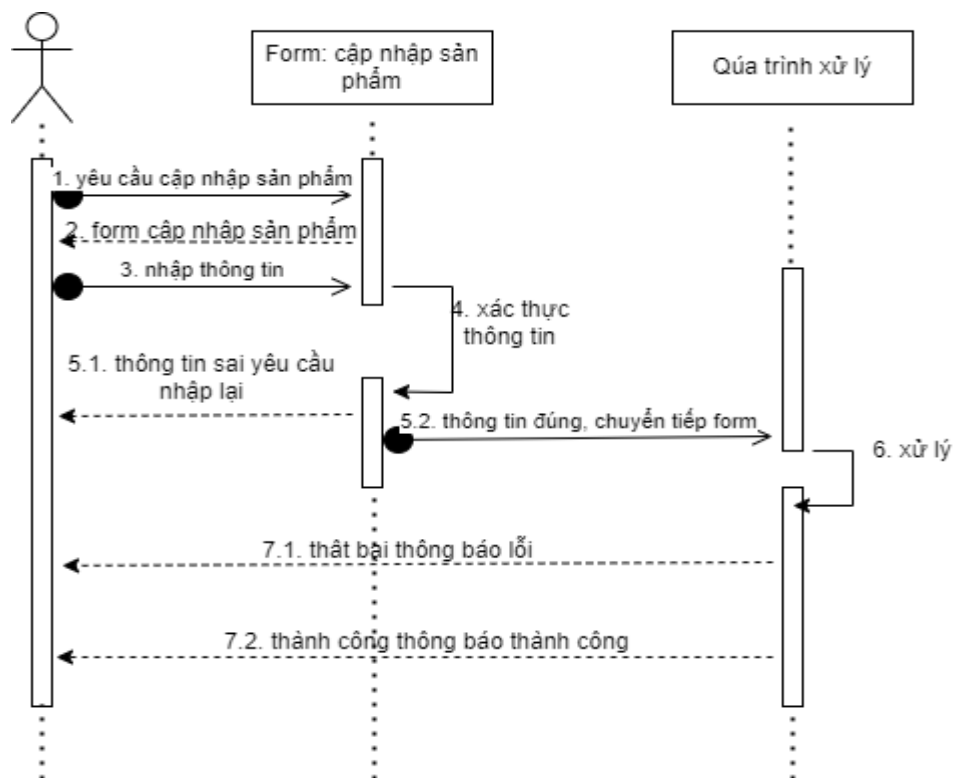 Form: cập nhập sản
phẩm
Qúa trình xử lý
1. yêu cầu cập nhập sản phẩm
2. form cập nhập sản phẩm
3. nhập thông tin
4. xác thực
thông tin
5.1. thông tin sai yêu cầu
nhập lại
5.2. thông tin đúng, chuyển tiếp form
6. xử lý
7.1. thất bại thông báo lỗi
7.2. thành công thông báo thành công